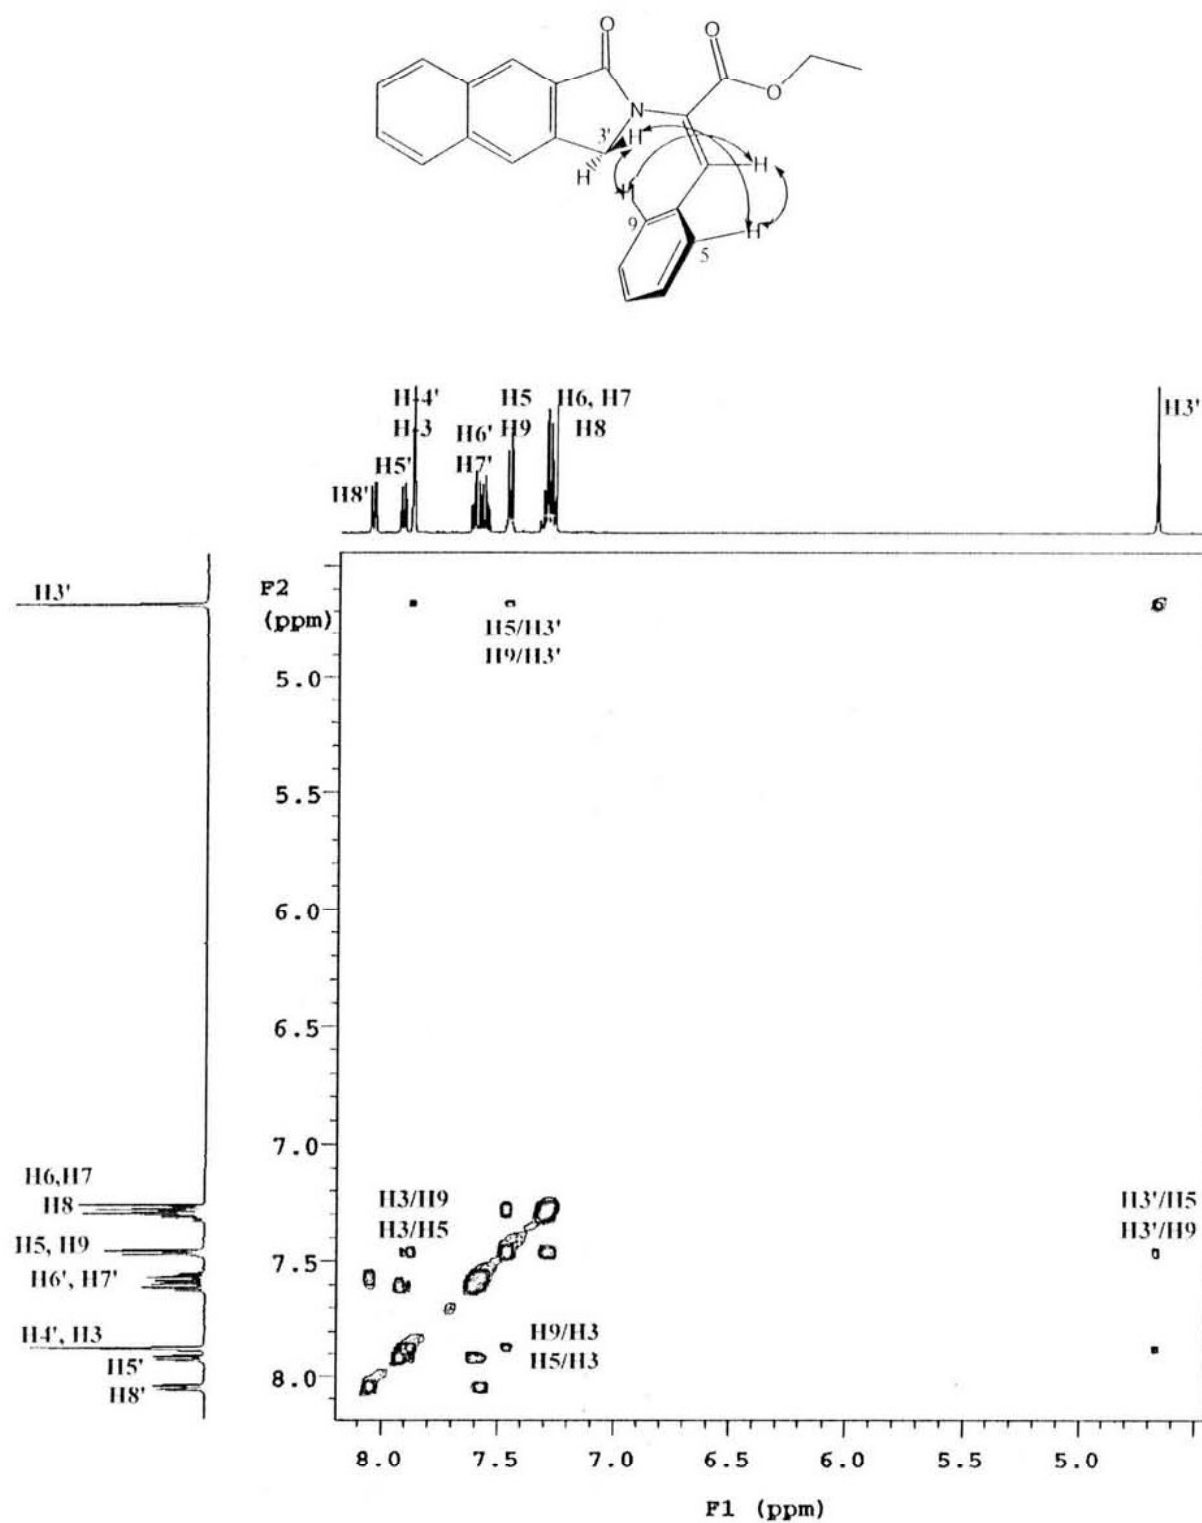 O
O
O
N
3'
H
H
H
H
H
9
5
H-4'
H-3
H5'
H8'
H6'
H7'
H5
H9
H6, H7
H8
H3'
H3'
F2
(ppm)
H5/H3'
H9/H3'
5.0
5.5
6.0
6.5
7.0
7.5
8.0
H6,H7
H8
H5, H9
H6', H7'
H4', H3
H5'
H8'
H3/H9
H3/H5
H3'/H5
H3'/H9
H9/H3
H5/H3
8.0 7.5 7.0 6.5 6.0 5.5 5.0
F1 (ppm)